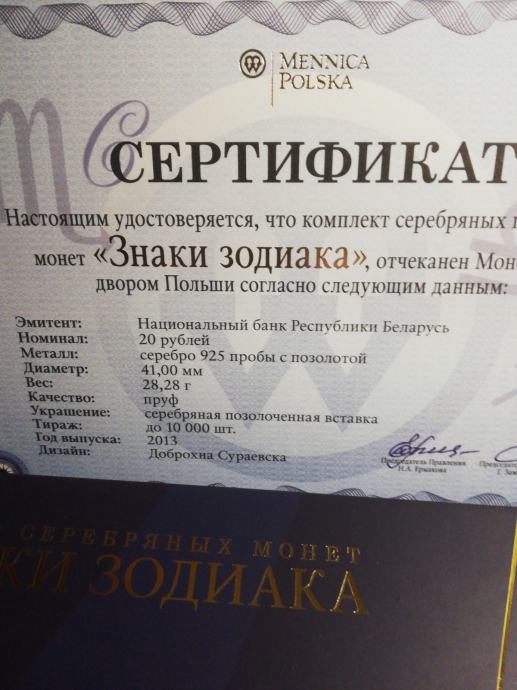 MENNICA
POLSKA
СЕРТИФИКАТ
Настоящим удостоверяется, что комплект серебряных
монет «Знаки зодиака», отчеканен
двором Польши согласно следующим данным:
Эмитент: Национальный банк Республики Беларусь
Номинал: 20 рублей
Металл: серебро 925 пробы с позолотой
Диаметр: 41,00 мм
Вес: 28,28 г
Качество: пруф
Украшение: серебряная позолоченная вставка
Тираж: до 10 000 шт.
Год выпуска: 2013
Дизайн: Доброхна Сураевска
Председатель Правления
Н.А. Ермакова
СЕРЕБРЯНЫХ МОНЕТ
КИ ЗОДИАКА